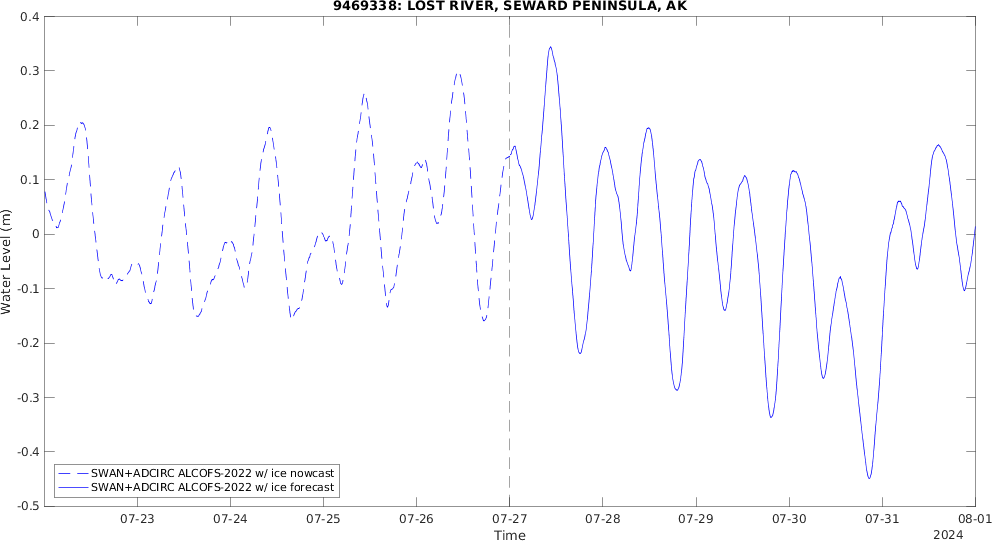 9469338: LOST RIVER, SEWARD PENINSULA, AK
0.4
0.3
0.2
0.1
0
-0.1
-0.2
-0.3
-0.4
-0.5
Water Level (m)
SWAN+ADCIRC ALCOFS-2022 w/ ice nowcast
SWAN+ADCIRC ALCOFS-2022 w/ ice forecast
07-23 07-24 07-25 07-26 07-27 07-28 07-29 07-30 07-31 08-01
Time
2024